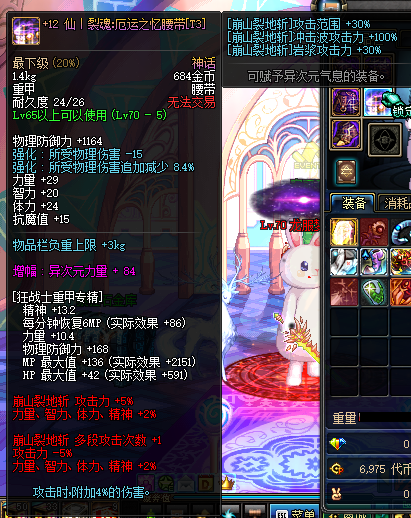 +12 仙┃裂魂:厄运之忆腰带[T3]
最下级 (20%)
神话
1.4kg
684金币
重甲
腰带
耐久度 24/26
无法交易
Lv65以上可以使用 (Lv70 - 5)
物理防御力 +1164
强化：所受物理伤害 -15
强化：所受物理伤害追加减少 8.4%
力量 +29
智力 +20
体力 +24
抗魔值 +15
物品栏负重上限 +3kg
增幅：异次元力量 + 84
[狂战士重甲专精]
精神 +13.2
每分钟恢复6MP (实际效果 +86)
力量 +10.4
物理防御力 +168
MP 最大值 +136 (实际效果 +2151)
HP 最大值 +42 (实际效果 +591)
崩山裂地斩 攻击力 +5%
力量、智力、体力、精神 +2%
崩山裂地斩 多段攻击次数 +1
攻击力 -5%
力量、智力、体力、精神 +2%
攻击时,附加4%的伤害。
[崩山裂地斩]攻击范围 +30%
[崩山裂地斩]冲击波攻击力 +30%
[崩山裂地斩]岩浆攻击力 +30%
可赋予异次元气息的装备。
100%
锁定
Lv70
装备
消耗
重量!
0
6,975 代币
0
菜单